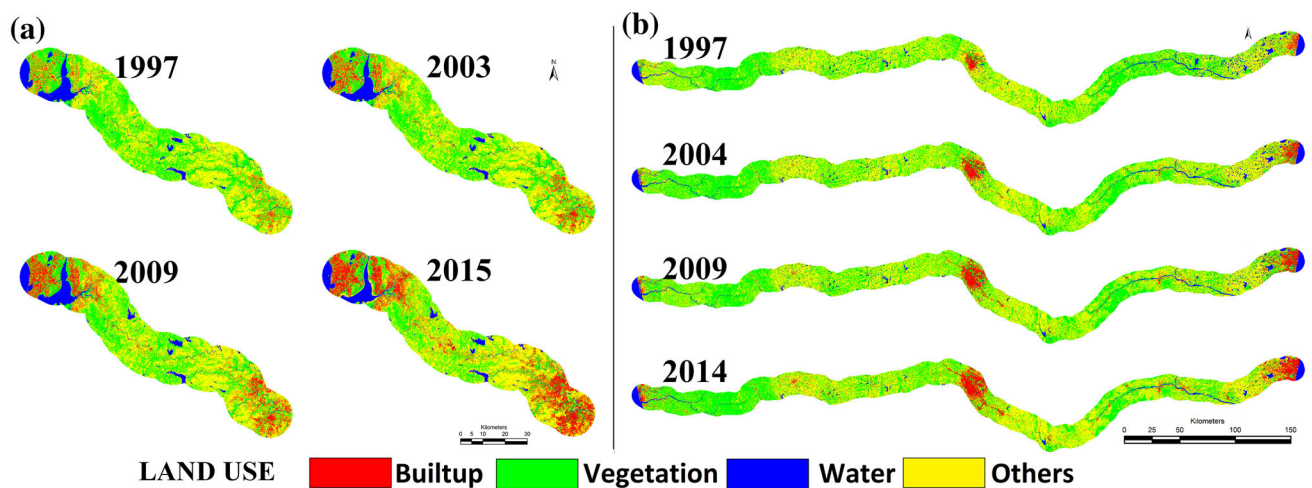 (a)
1997
2003
N
2009
2015
Kilometers
0 5 10 20 30
(b)
1997
2004
2009
2014
Kilometers
0 25 50 100 150
LAND USE Builtup Vegetation Water Others